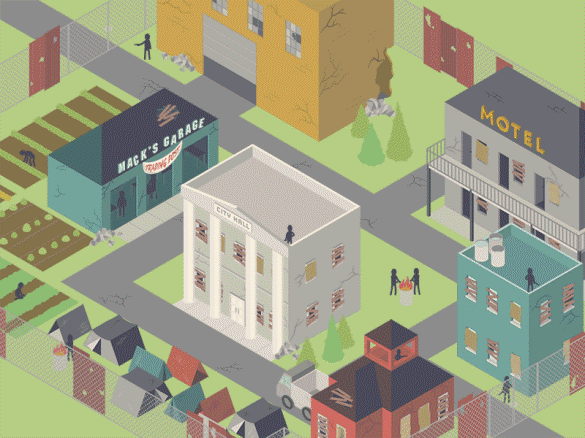 MACK'S GARAGE
TRADING POST
MOTEL
CITY HALL